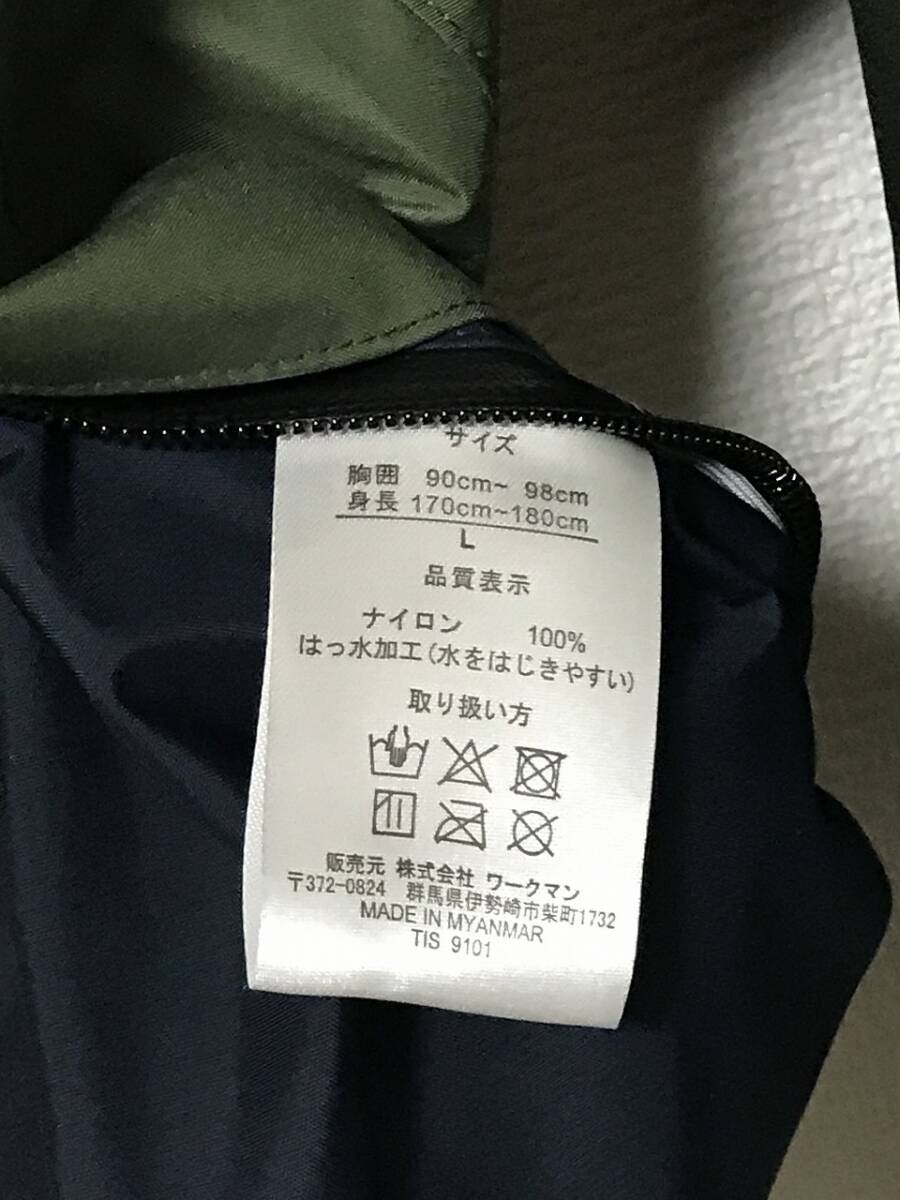 サイズ
胸囲 90cm~ 98cm
身長 170cm~180cm
L
品質表示
ナイロン 100%
はっ水加工(水をはじきやすい)
取り扱い方
販売元 株式会社 ワークマン
〒372-0824 群馬県伊勢崎市柴町1732
MADE IN MYANMAR
TIS 9101